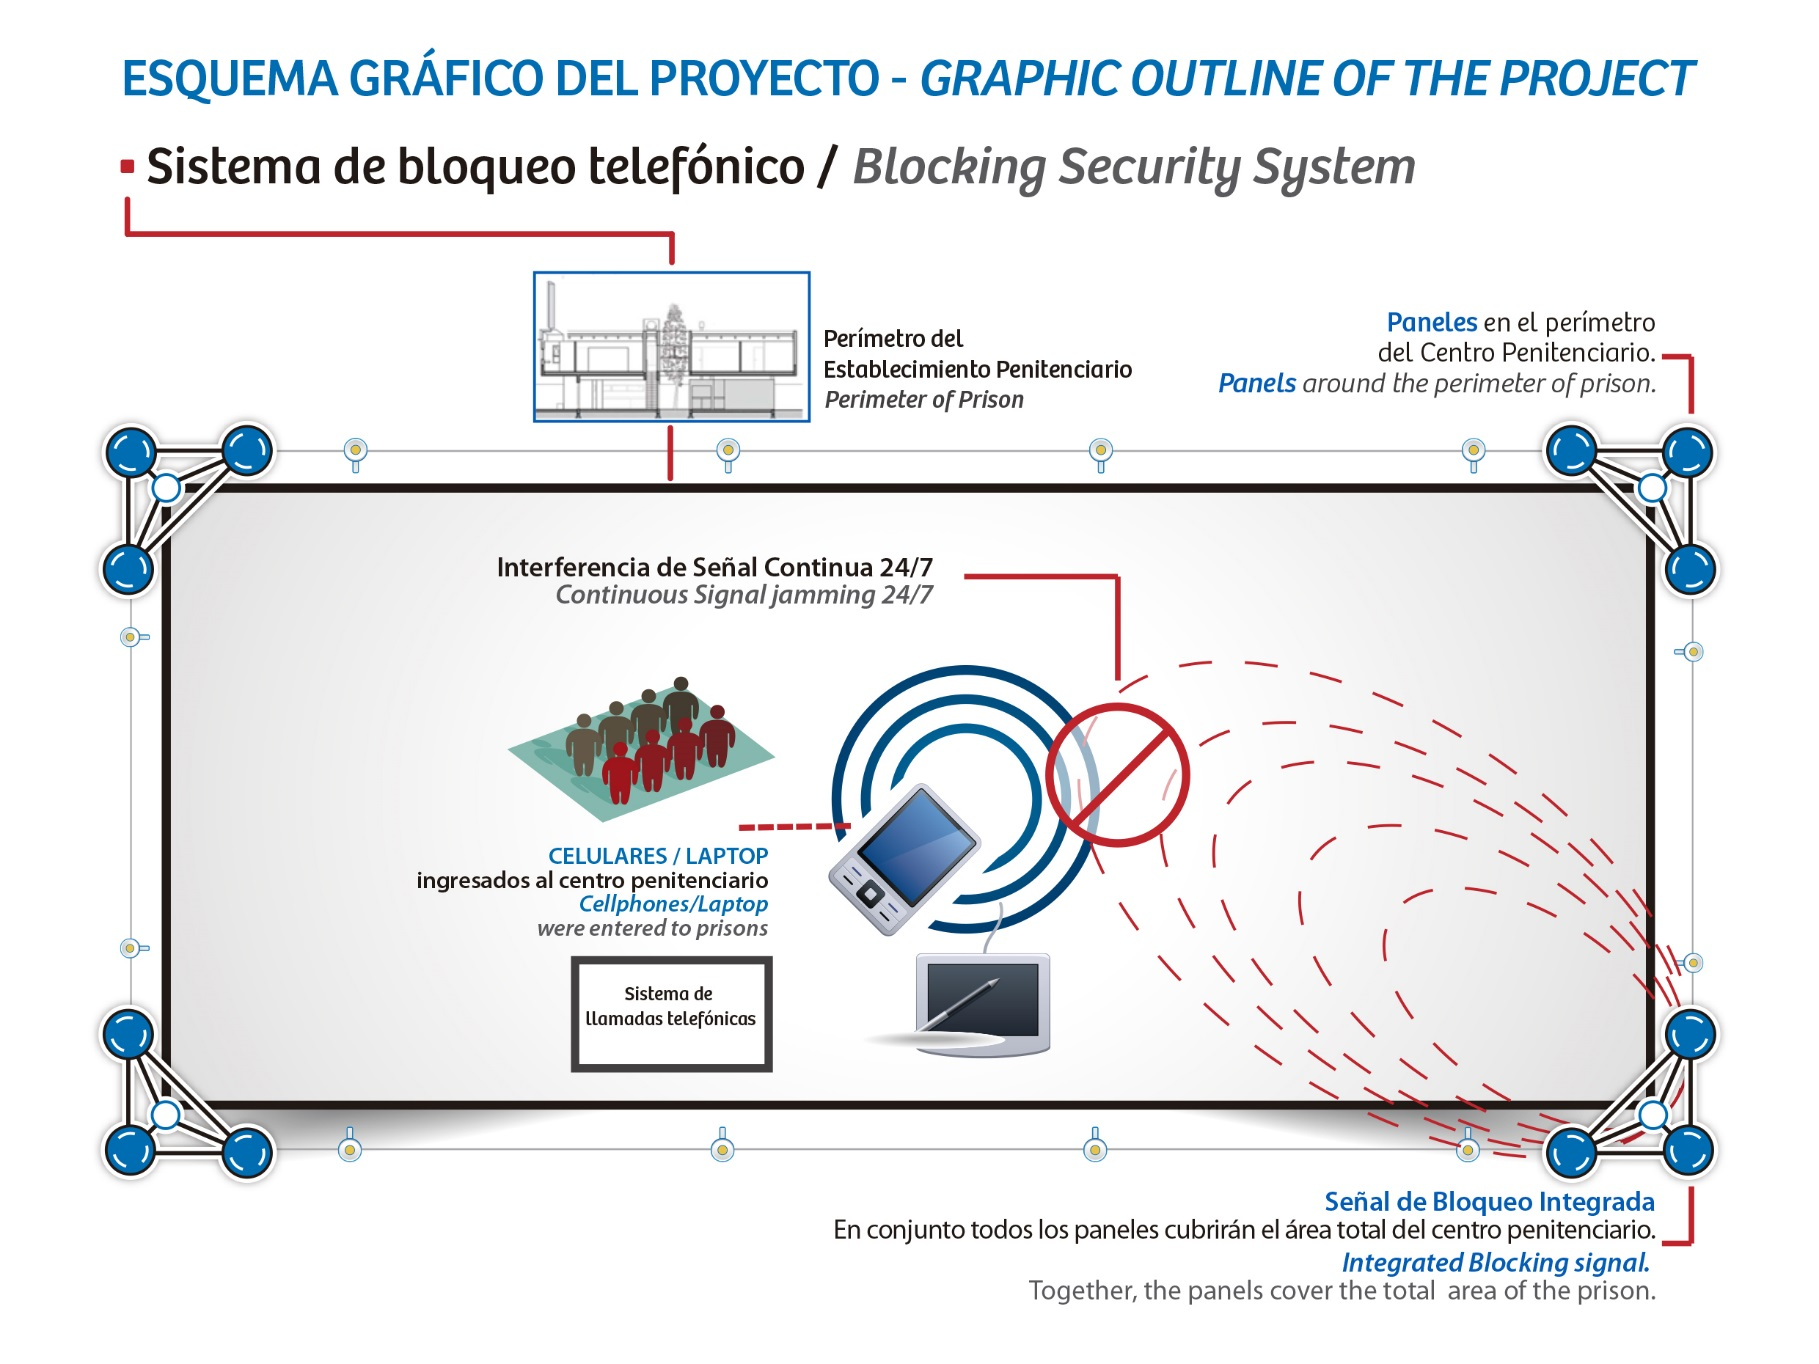 ESQUEMA GRÁFICO DEL PROYECTO - GRAPHIC OUTLINE OF THE PROJECT
Sistema de bloqueo telefónico / Blocking Security System
Perímetro del
Establecimiento Penitenciario
Perimeter of Prison
Paneles en el perímetro
del Centro Penitenciario.
Panels around the perimeter of prison.
Interferencia de Señal Continua 24/7
Continuous Signal jamming 24/7
CELULARES / LAPTOP
ingresados al centro penitenciario
Cellphones/Laptop
were entered to prisons
Sistema de
llamadas telefónicas
Señal de Bloqueo Integrada
En conjunto todos los paneles cubrirán el área total del centro penitenciario.
Integrated Blocking signal.
Together, the panels cover the total area of the prison.